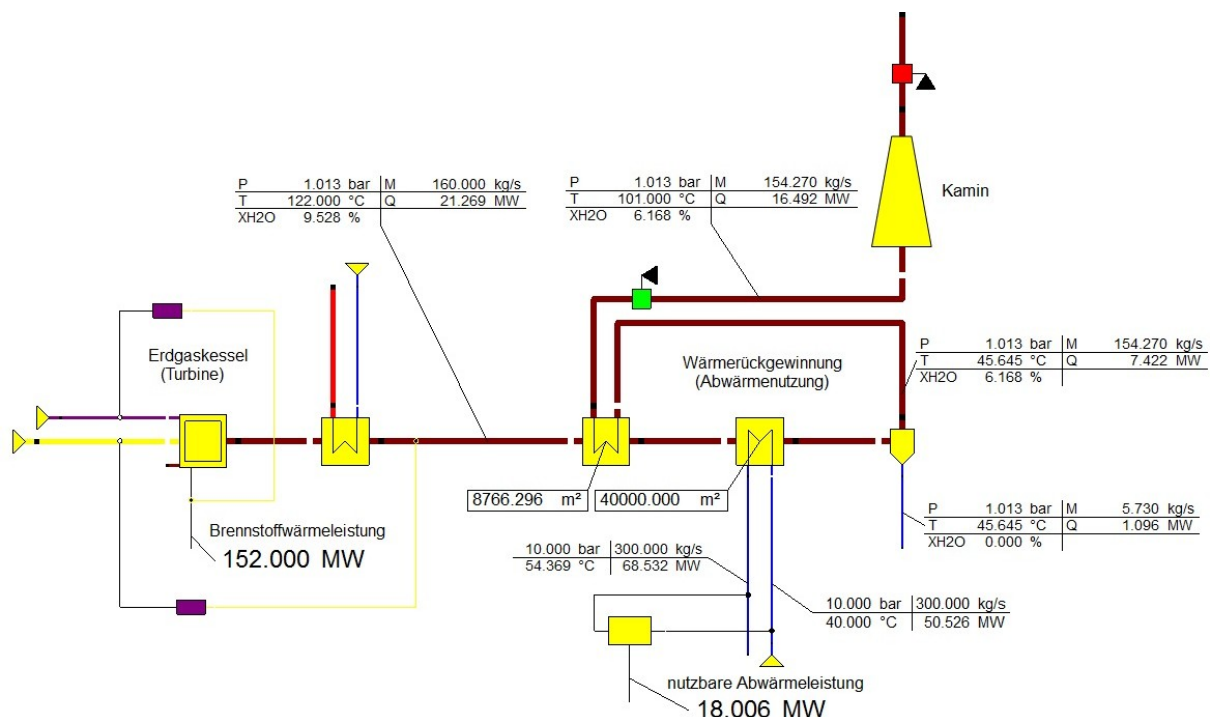 P 1.013 bar M 160.000 kg/s
T 122.000 °C Q 21.269 MW
XH2O 9.528 %
P 1.013 bar M 154.270 kg/s
T 101.000 °C Q 16.492 MW
XH2O 6.168 %
Kamin
Erdgaskessel
(Turbine)
Wärmerückgewinnung
(Abwärmenutzung)
P 1.013 bar M 154.270 kg/s
T 45.645 °C Q 7.422 MW
XH2O 6.168 %
8766.296 m²
40000.000 m²
P 1.013 bar M 5.730 kg/s
T 45.645 °C Q 1.096 MW
XH2O 0.000 %
Brennstoffwärmeleistung
152.000 MW
10.000 bar 300.000 kg/s
54.369 °C 68.532 MW
10.000 bar 300.000 kg/s
40.000 °C 50.526 MW
nutzbare Abwärmeleistung
18.006 MW